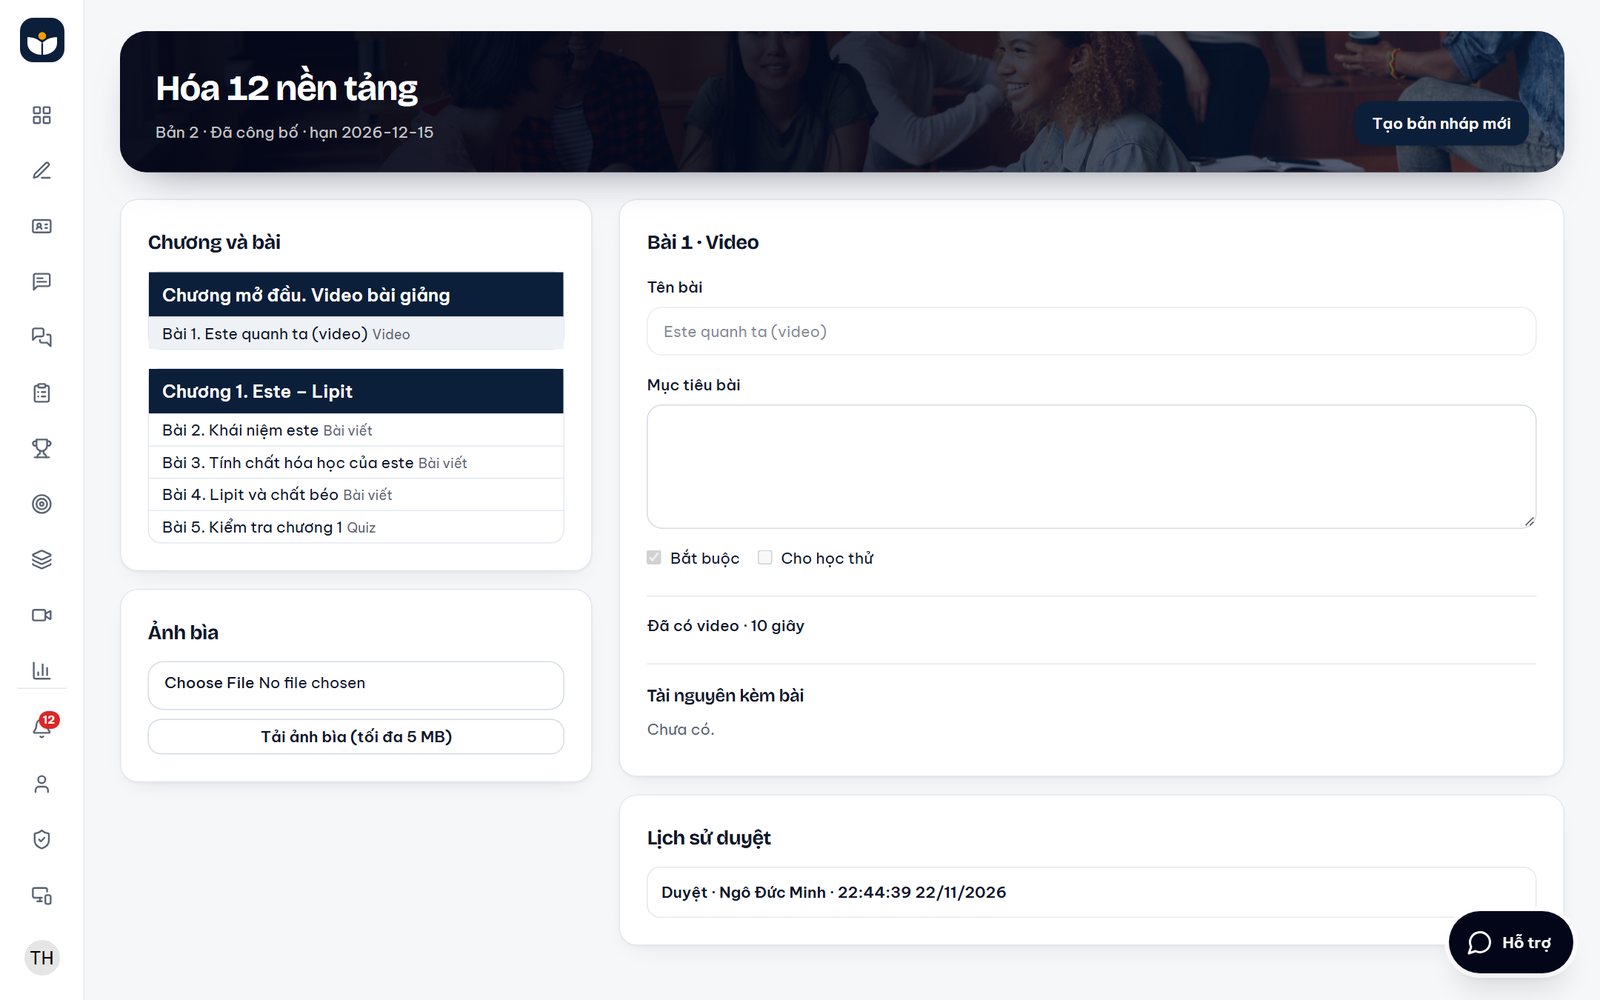 Hóa 12 nền tảng
Bản 2 · Đã công bố · hạn 2026-12-15
Tạo bản nháp mới
Chương và bài
Chương mở đầu. Video bài giảng
Bài 1. Este quanh ta (video) Video
Chương 1. Este – Lipit
Bài 2. Khái niệm este Bài viết
Bài 3. Tính chất hóa học của este Bài viết
Bài 4. Lipit và chất béo Bài viết
Bài 5. Kiểm tra chương 1 Quiz
Ảnh bìa
Choose File No file chosen
Tải ảnh bìa (tối đa 5 MB)
Bài 1 · Video
Tên bài
Este quanh ta (video)
Mục tiêu bài
Bắt buộc
Cho học thử
Đã có video · 10 giây
Tài nguyên kèm bài
Chưa có.
Lịch sử duyệt
Duyệt · Ngô Đức Minh · 22:44:39 22/11/2026
12
TH
Hỗ trợ